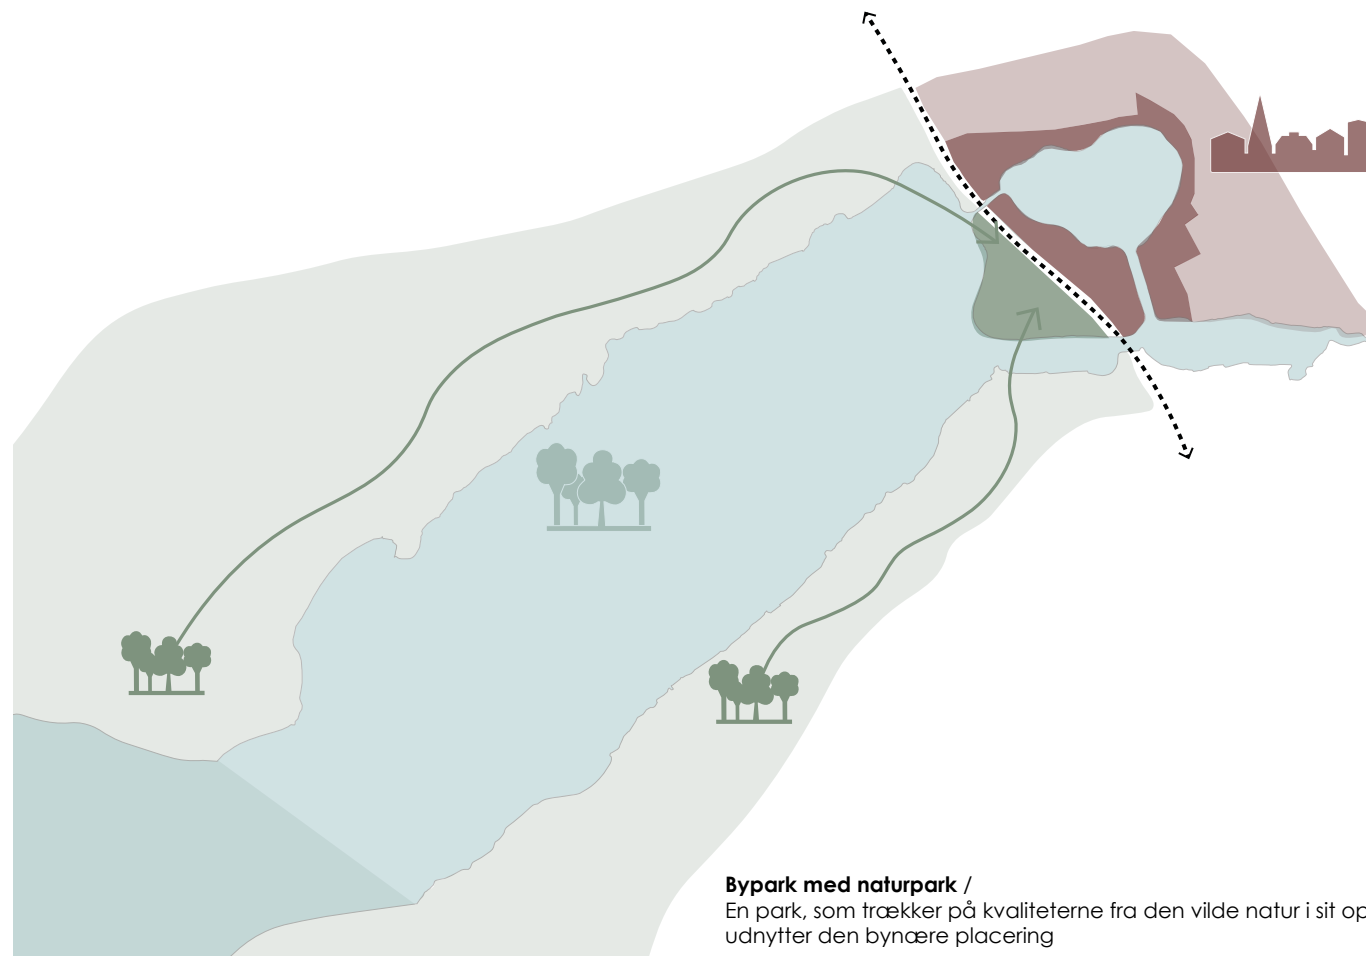 Bypark med naturpark /
En park, som trækker på kvaliteterne fra den vilde natur i sit op
udnytter den bynære placering